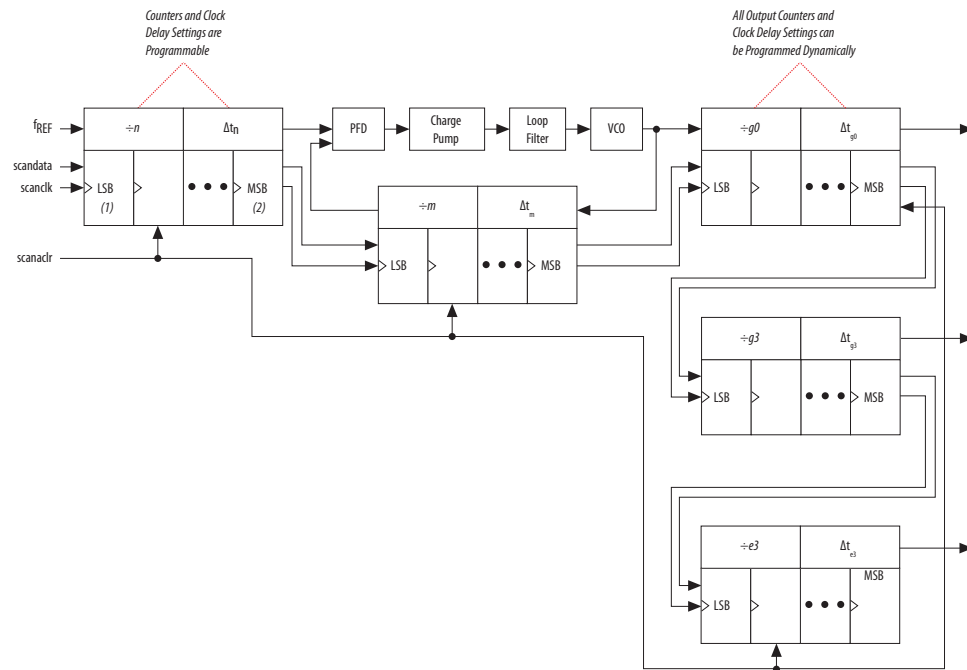 Counters and Clock
Delay Settings are
Programmable
All Output Counters and
Clock Delay Settings can
be Programmed Dynamically
fREF
÷n
Δtn
PFD
Charge
Pump
Loop
Filter
VCO
÷g0
Δtg0
scandata
scanclk
LSB
(1)
MSB
(2)
÷m
Δtm
LSB
MSB
scanaclr
LSB
MSB
÷g3
Δtg3
LSB
MSB
÷e3
Δte3
LSB
MSB